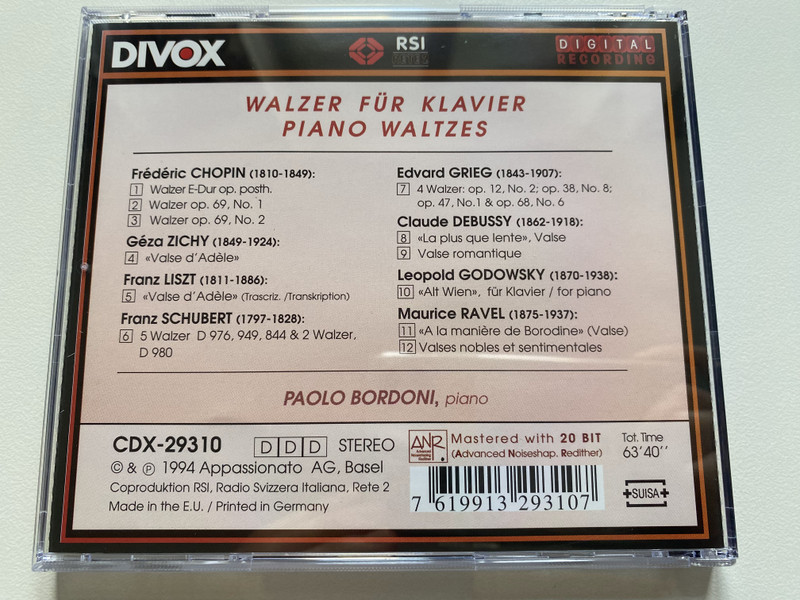 DIVOX
RSI
DIGITAL
RECORDING
WALZER FÜR KLAVIER
PIANO WALTZES
Frédéric CHOPIN (1810-1849):
1 Walzer E-Dur op. posth.
2 Walzer op. 69, No. 1
3 Walzer op. 69, No. 2
Géza ZICHY (1849-1924):
4 «Valse d'Adèle»
Franz LISZT (1811-1886):
5 «Valse d'Adèle» (Trascriz. /Transkription)
Franz SCHUBERT (1797-1828):
6 5 Walzer D 976, 949, 844 & 2 Walzer,
D 980
Edvard GRIEG (1843-1907):
7 4 Walzer: op. 12, No. 2; op. 38, No. 8;
op. 47, No.1 & op. 68, No. 6
Claude DEBUSSY (1862-1918):
8 «La plus que lente», Valse
9 Valse romantique
Leopold GODOWSKY (1870-1938):
10 «Alt Wien», für Klavier / for piano
Maurice RAVEL (1875-1937):
11 «A la manière de Borodine» (Valse)
12 Valses nobles et sentimentales
PAOLO BORDONI, piano
CDX-29310
D D D STEREO
© & ℗ 1994 Appassionato AG, Basel
Coproduktion RSI, Radio Svizzera Italiana, Rete 2
Made in the E.U. / Printed in Germany
ANR
Mastered with 20 BIT
(Advanced Noiseshap. Redither)
7 619913 293107
Tot. Time
63'40''
SUISA